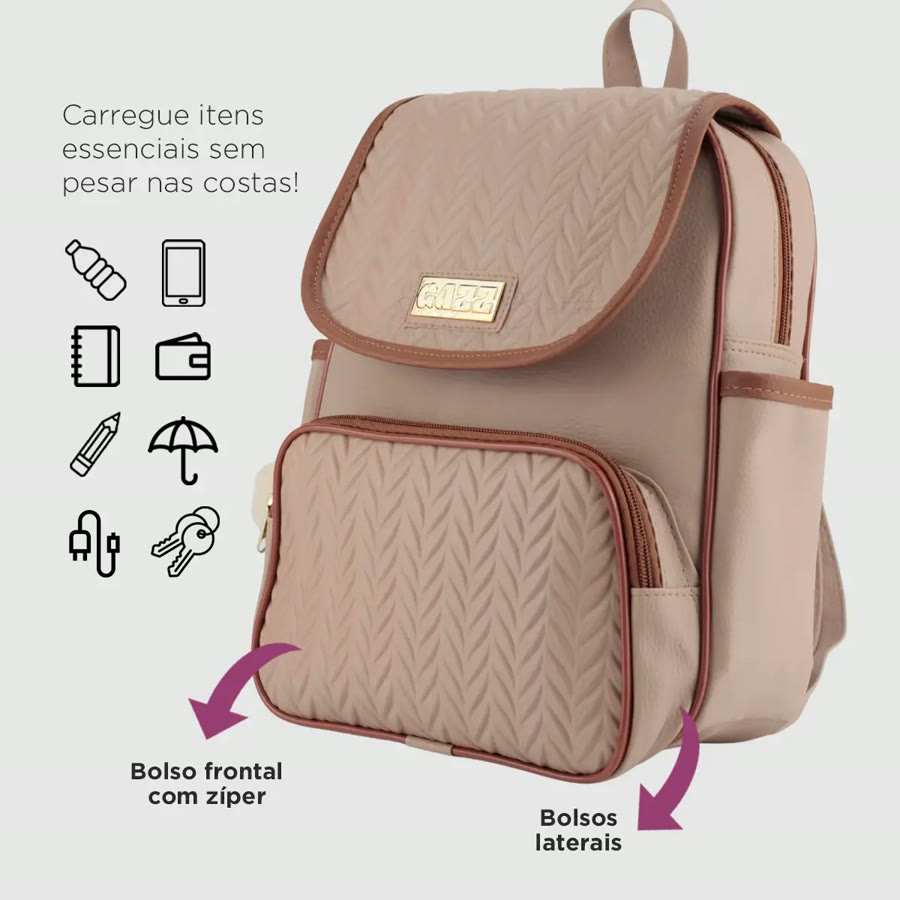 Carregue itens
essenciais sem
pesar nas costas!
GAZZ
Bolso frontal
com zíper
Bolsos
laterais